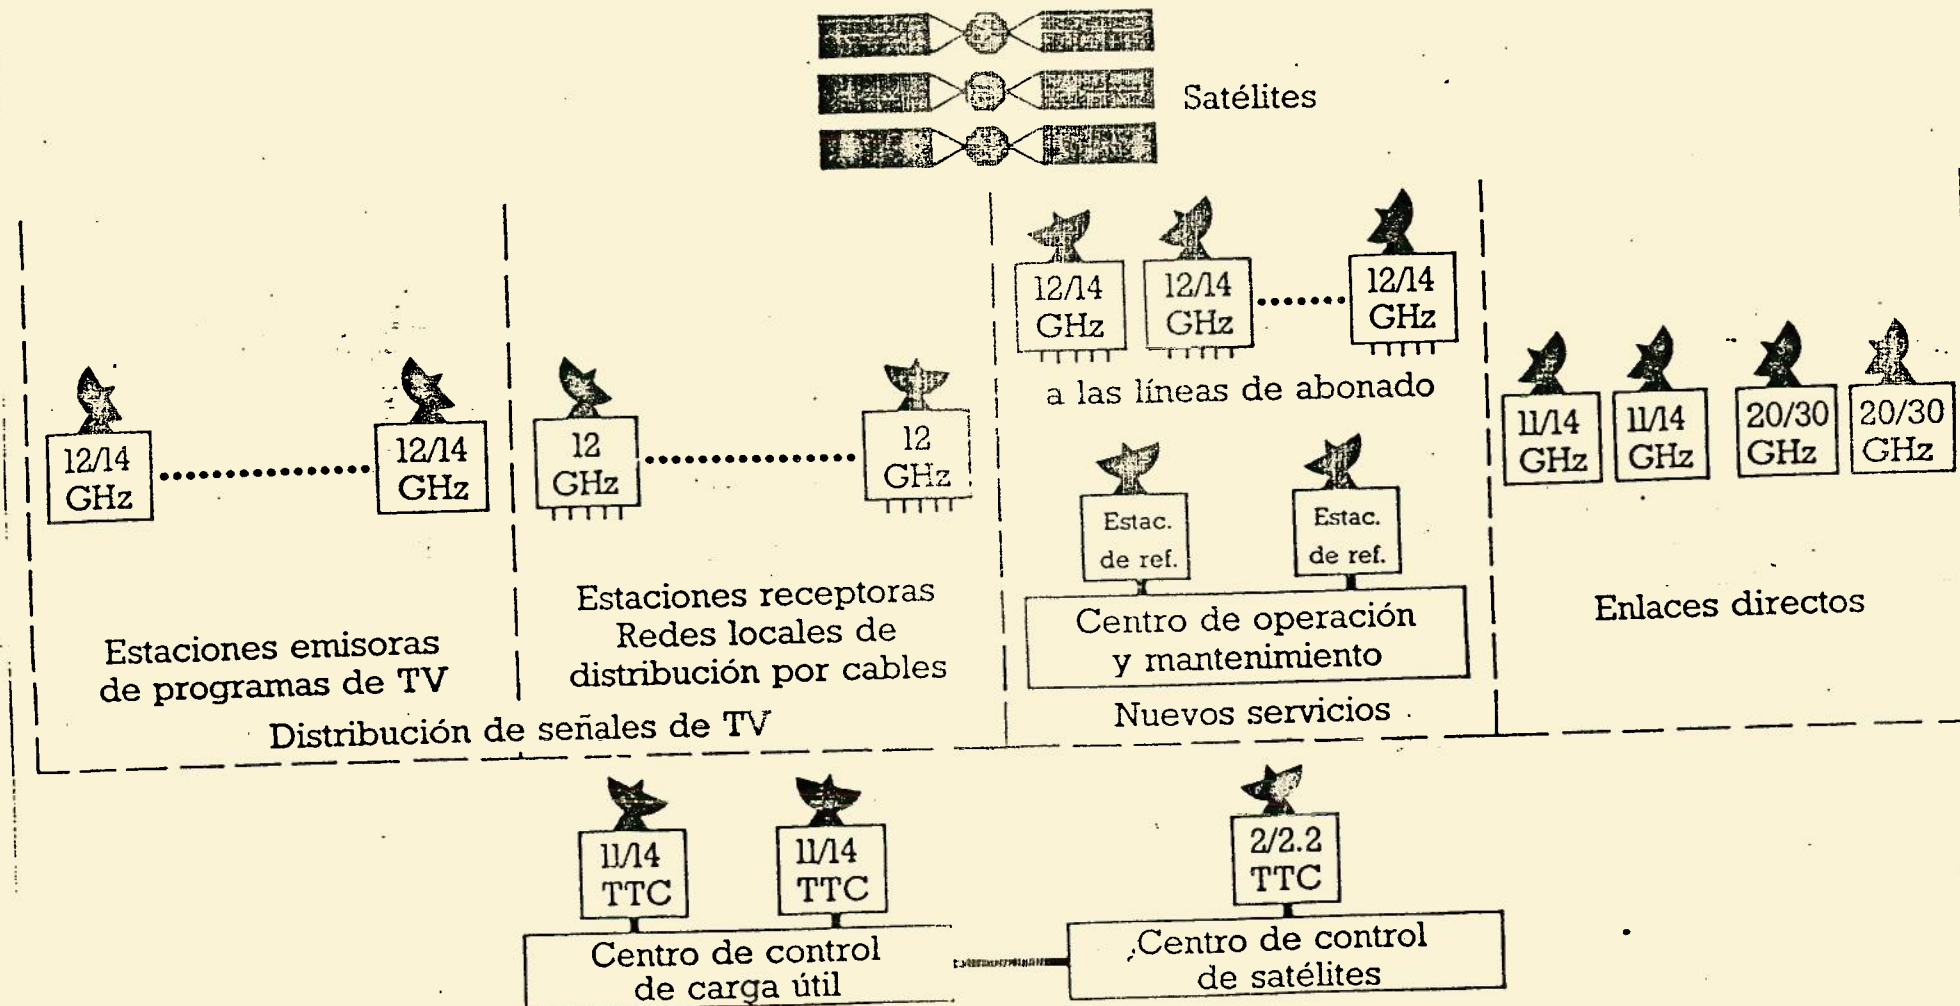 Satélites
12/14
GHz
12/14
GHz
Estaciones emisoras
de programas de TV
12
GHz
12
GHz
Estaciones receptoras
Redes locales de
distribución por cables
Distribución de señales de TV
12/14
GHz
12/14
GHz
12/14
GHz
a las líneas de abonado
Estac.
de ref.
Estac.
de ref.
Centro de operación
y mantenimiento
Nuevos servicios
11/14
GHz
11/14
GHz
20/30
GHz
20/30
GHz
Enlaces directos
11/14
TTC
11/14
TTC
Centro de control
de carga útil
2/2.2
TTC
Centro de control
de satélites